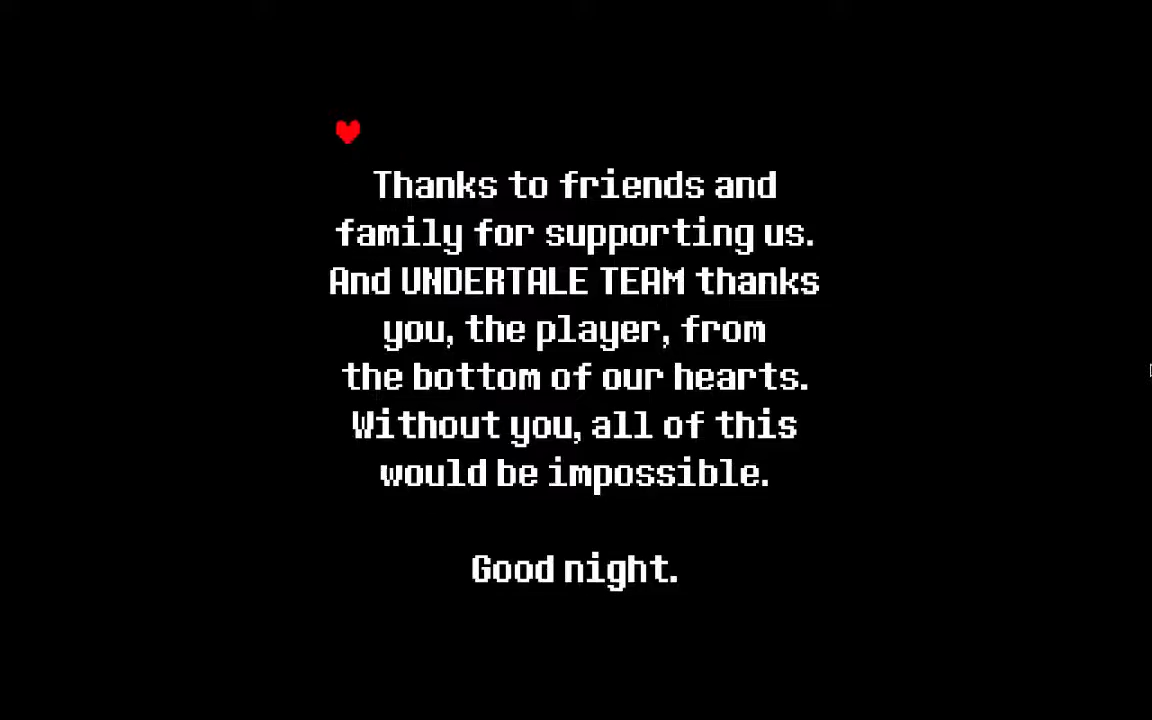 Thanks to friends and
family for supporting us.
And UNDERTALE TEAM thanks
you, the player, from
the bottom of our hearts.
Without you, all of this
would be impossible.
Good night.